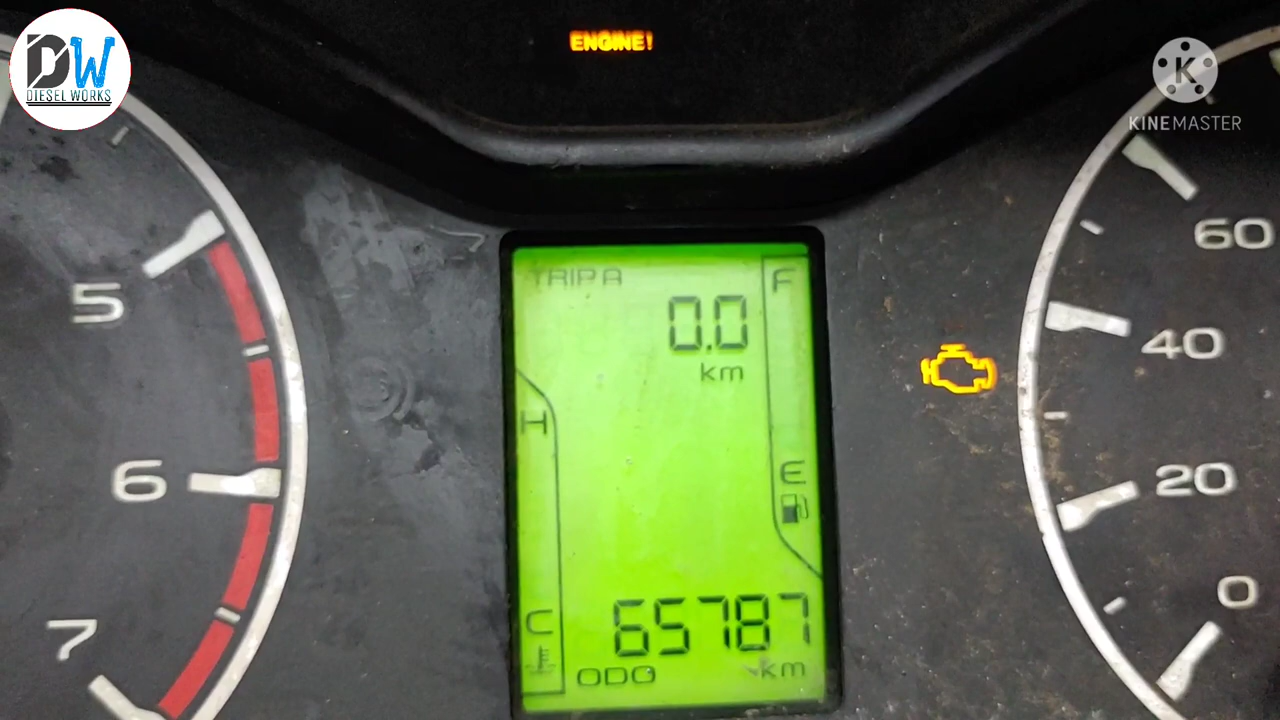 DW
DIESEL WORKS
ENGINE!
K
KINEMASTER
TRIP A
0.0
km
F
H
E
C
65787
ODO
km
5
6
7
60
40
20
0